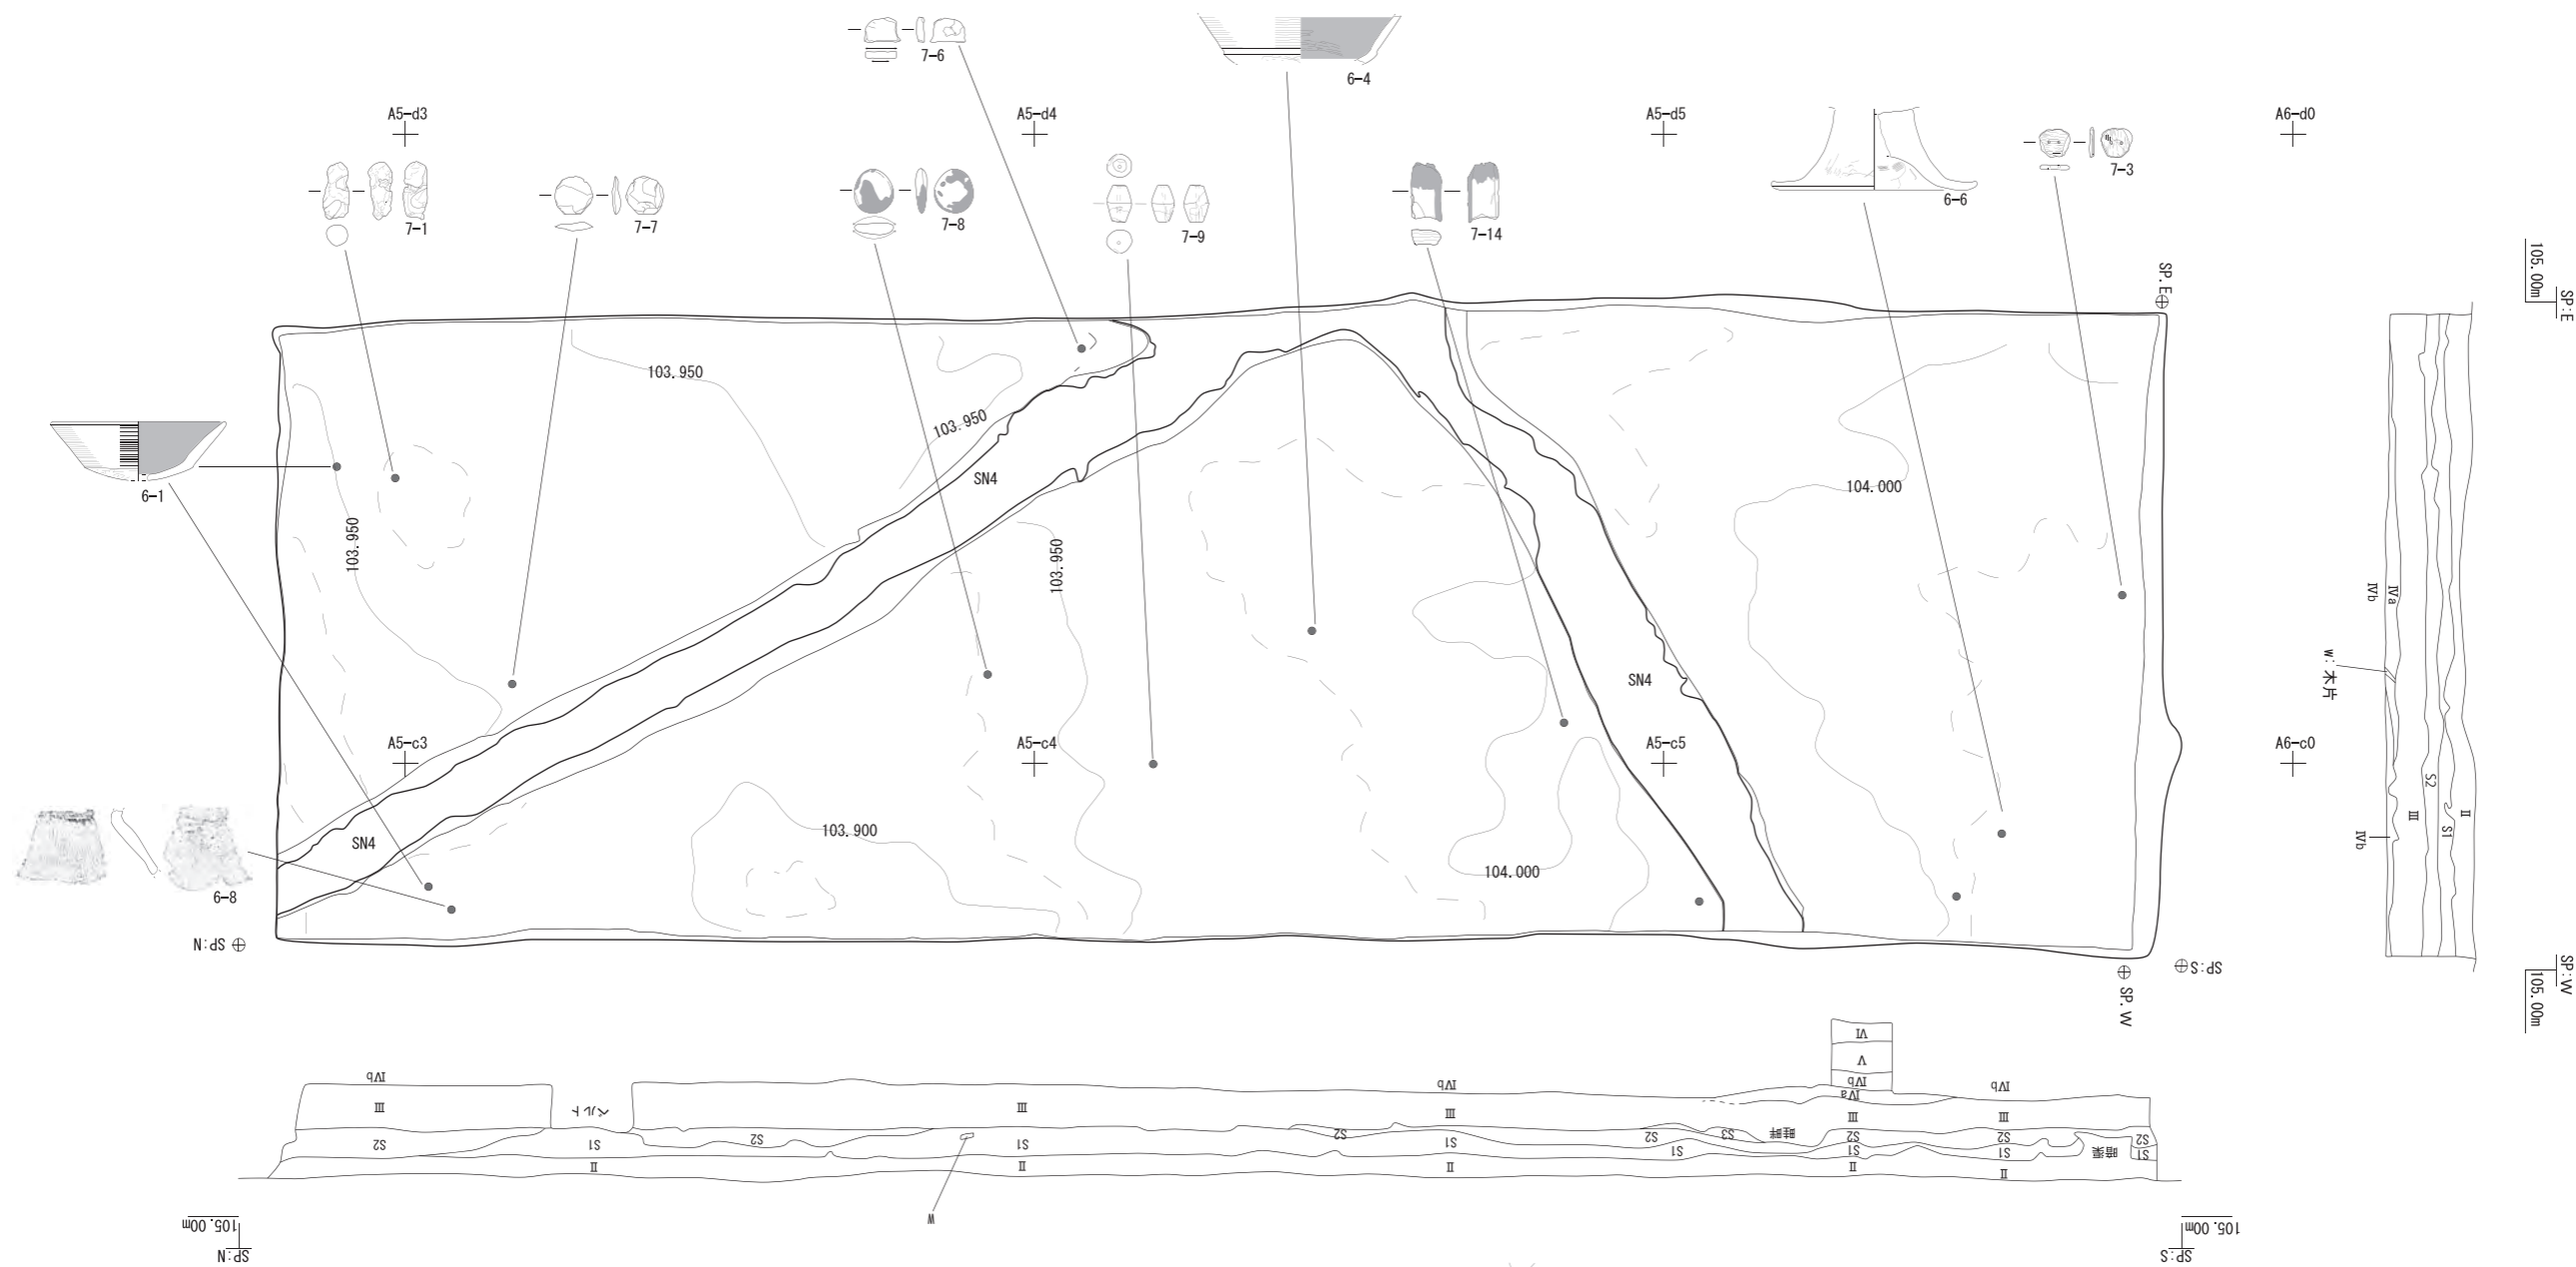 7-6
6-4
A5-d3
A5-d4
A5-d5
A6-d0
7-1
7-7
7-8
7-9
7-14
6-6
7-3
SP.E
105.00m
SP:E
103.950
103.950
6-1
SN4
104.000
103.950
103.950
IVb
IVa
w:木片
SN4
A5-c3
A5-c4
A5-c5
A6-c0
S2
III
S1
II
IVb
103.900
SN4
104.000
6-8
SP:N
SP.W
SP:S
SP:W
105.00m
VI
V
IVb
IVb
IVb
IVb
IVa
III
ベルト
III
III
III
III
S2
S1
S2
S1
S2
S1
S2
S3
畦畔
S2
S2
S2
S1
S1
S1
暗渠
S1
II
II
II
II
II
W
105.00m
SP:N
105.00m
SP:S